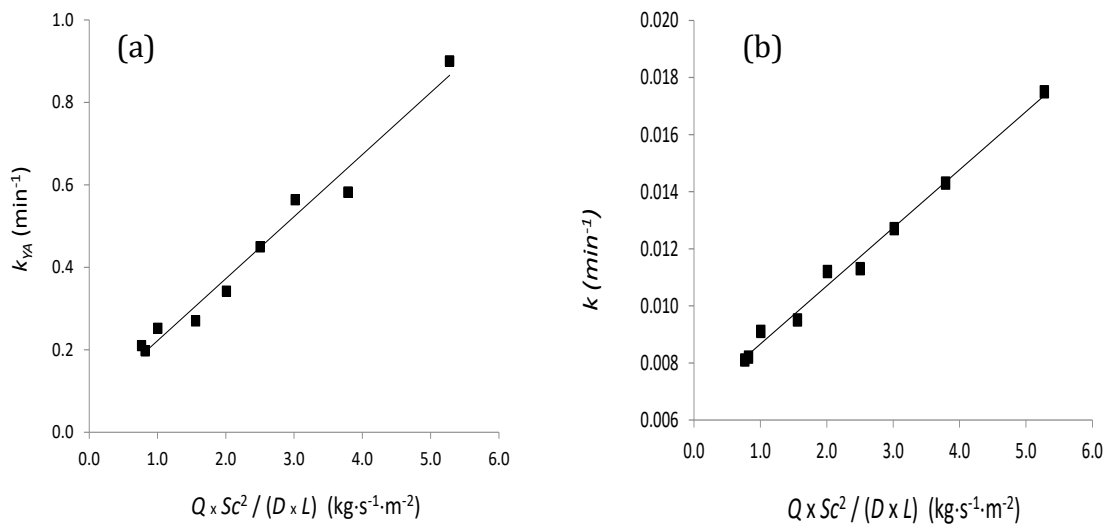 (a)
1.0
0.8
0.6
0.4
0.2
0.0
k_YA (min⁻¹)
0.0 1.0 2.0 3.0 4.0 5.0 6.0
Q x Sc² / (D x L) (kg·s⁻¹·m⁻²)
(b)
0.020
0.018
0.016
0.014
0.012
0.010
0.008
0.006
k (min⁻¹)
0.0 1.0 2.0 3.0 4.0 5.0 6.0
Q x Sc² / (D x L) (kg·s⁻¹·m⁻²)